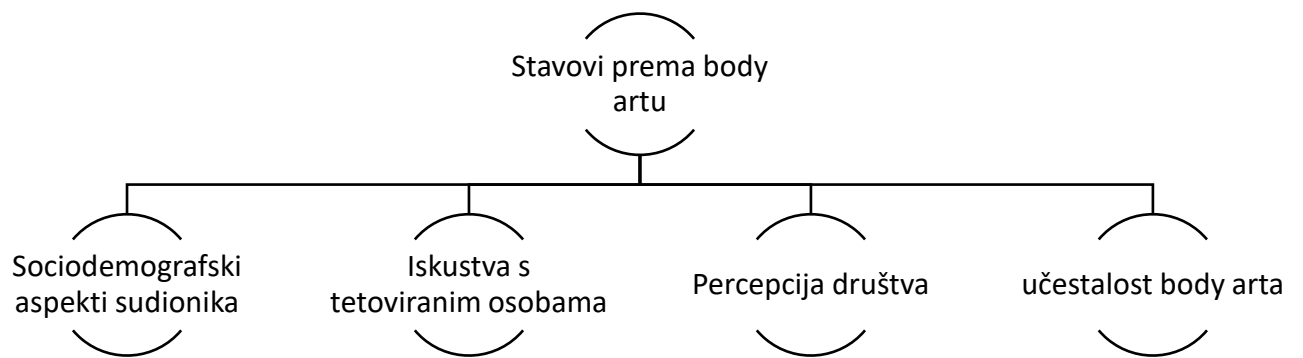 Stavovi prema body
artu
Sociodemografski
aspekti sudionika
Iskustva s
tetoviranim osobama
Percepcija društva
učestalost body arta